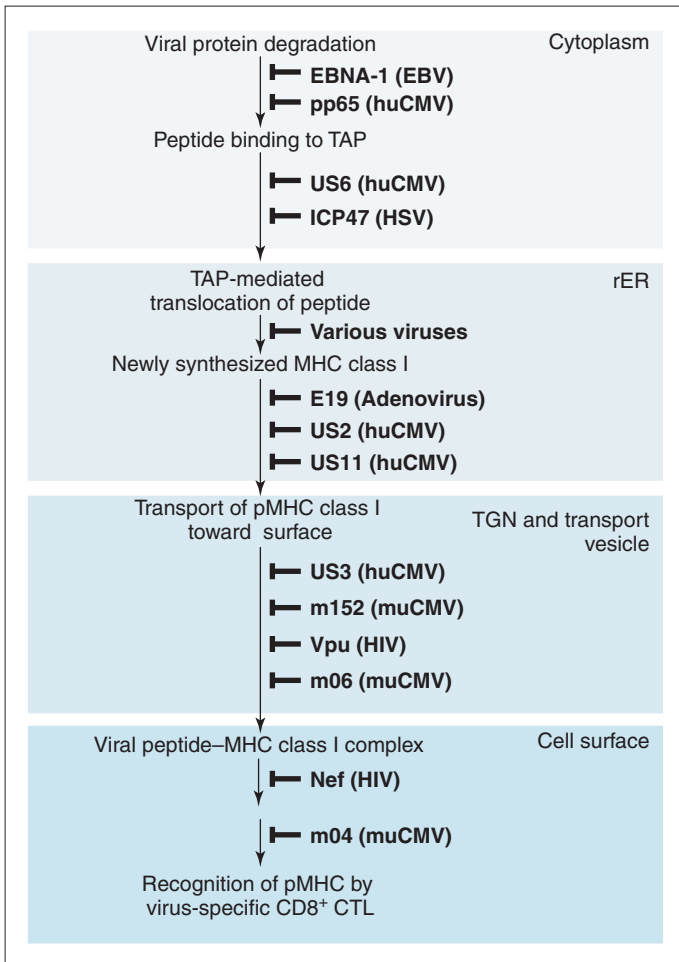 Viral protein degradation
Cytoplasm
EBNA-1 (EBV)
pp65 (huCMV)
Peptide binding to TAP
US6 (huCMV)
ICP47 (HSV)
TAP-mediated
translocation of peptide
rER
Various viruses
Newly synthesized MHC class I
E19 (Adenovirus)
US2 (huCMV)
US11 (huCMV)
Transport of pMHC class I
toward surface
TGN and transport
vesicle
US3 (huCMV)
m152 (muCMV)
Vpu (HIV)
m06 (muCMV)
Viral peptide–MHC class I complex
Cell surface
Nef (HIV)
m04 (muCMV)
Recognition of pMHC by
virus-specific CD8⁺ CTL